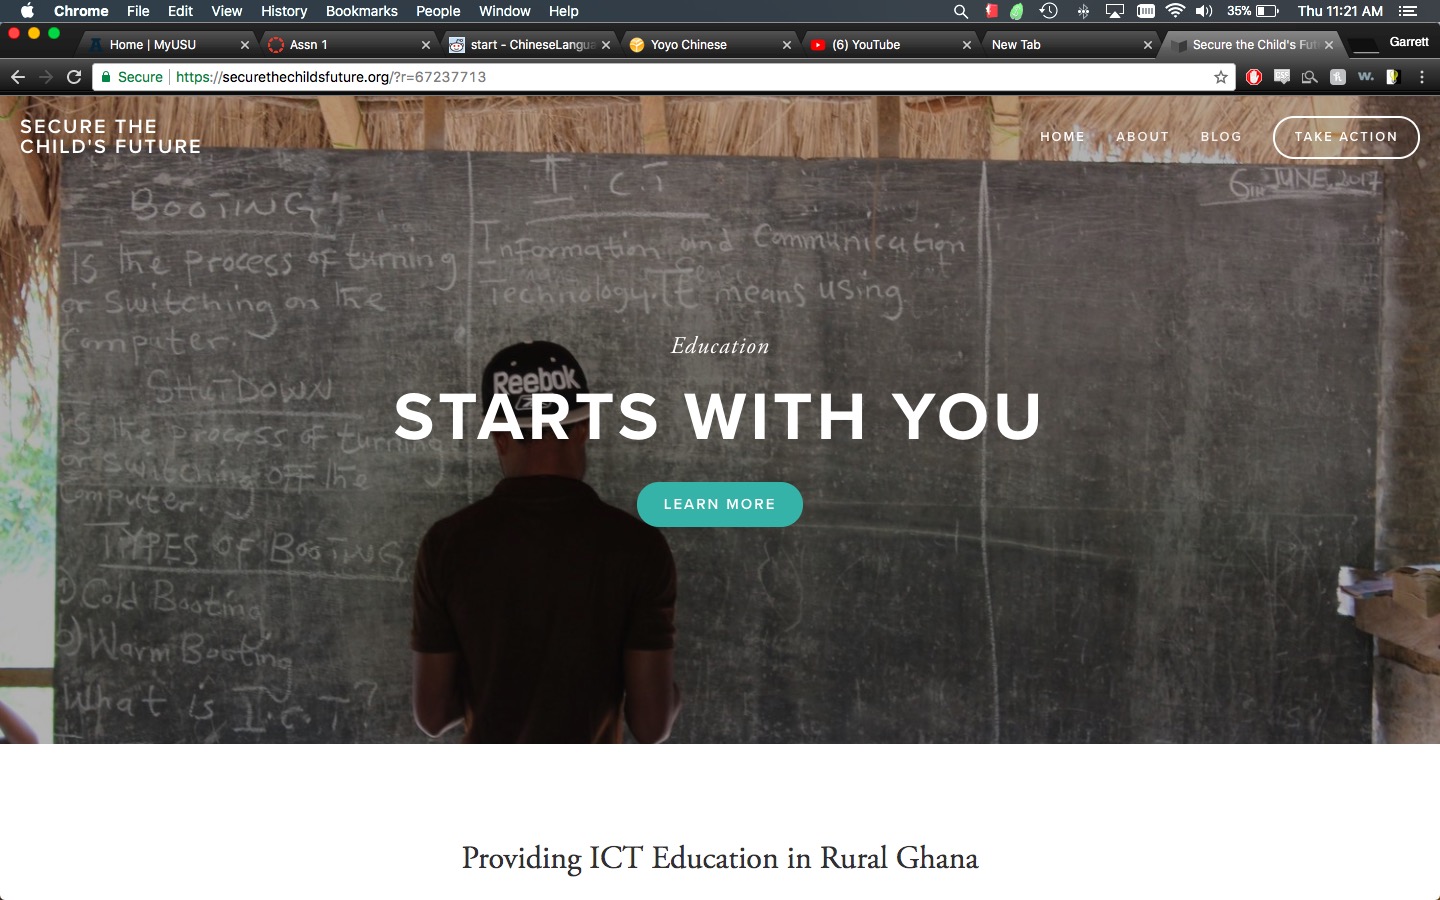 Chrome File Edit View History Bookmarks People Window Help 35% Thu 11:21 AM
Home | MyUSU Assn 1 start - ChineseLangua Yoyo Chinese (6) YouTube New Tab Secure the Child's Fut Garrett
Secure https://securethechildsfuture.org/?r=67237713
SECURE THE
CHILD'S FUTURE
HOME ABOUT BLOG TAKE ACTION
BOOTING
Is the process of turning
or switching on the
Computer.
SHUTDOWN
Is the process of turning
or switching off the
Computer.
TYPES OF BOOTING
1) Cold Booting
2) Warm Booting
What is I.C.T?
I.C.T
Information and Communication
Technology. It means using
6TH JUNE, 2017
Reebok
Education
STARTS WITH YOU
LEARN MORE
Providing ICT Education in Rural Ghana